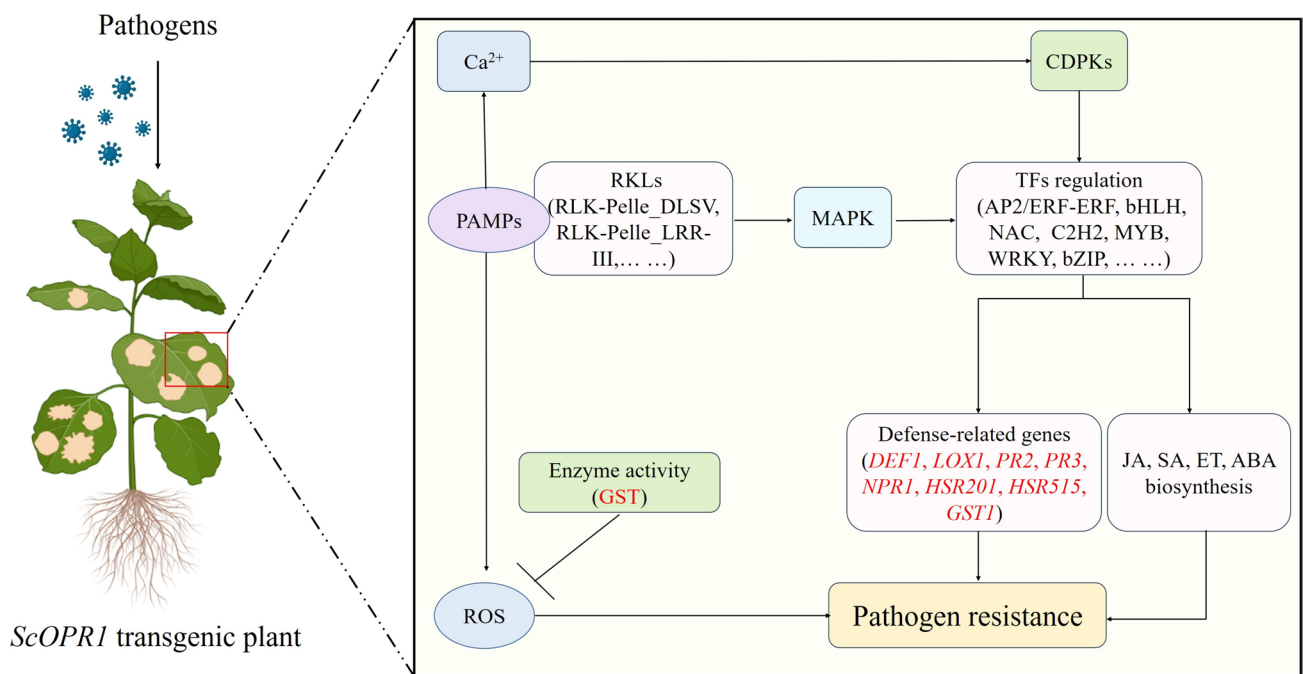 Pathogens
ScOPR1 transgenic plant
Ca²⁺
CDPKs
PAMPs
RKLs
(RLK-Pelle_DLSV,
RLK-Pelle_LRR-
III,… …)
MAPK
TFs regulation
(AP2/ERF-ERF, bHLH,
NAC, C2H2, MYB,
WRKY, bZIP, … …)
Defense-related genes
(DEF1, LOX1, PR2, PR3,
NPR1, HSR201, HSR515,
GST1)
JA, SA, ET, ABA
biosynthesis
Enzyme activity
(GST)
ROS
Pathogen resistance